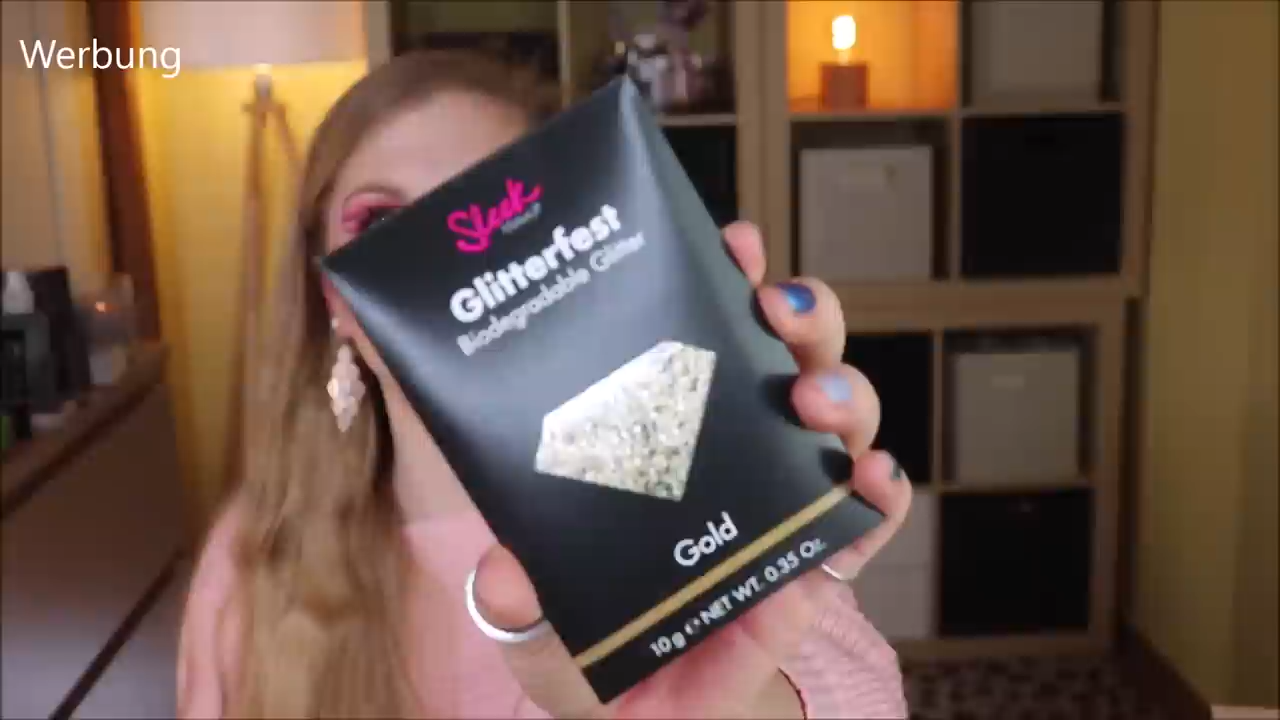 Werbung
Sleek
Glitterfest
Biodegradable Glitter
Gold
10g e NET WT. 0.35 Oz.